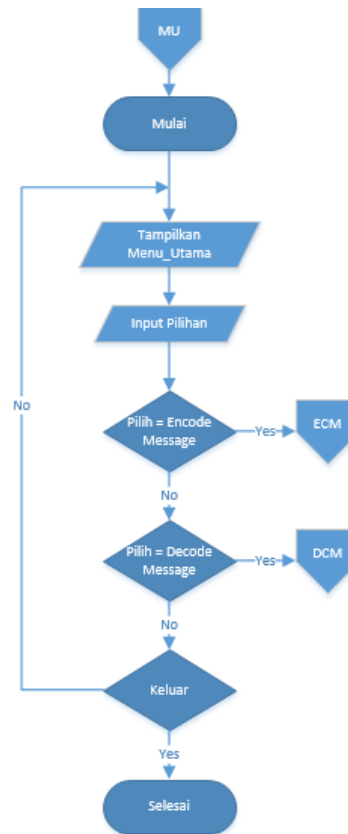 MU
Mulai
Tampilkan
Menu_Utama
Input Pilihan
No
Pilih = Encode
Message
Yes
ECM
No
Pilih = Decode
Message
Yes
DCM
No
Keluar
Yes
Selesai